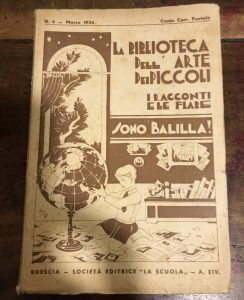 N. 6 - Marzo 1936 Conto Corr. Postale
LA BIBLIOTECA
DELL'ARTE
DEI PICCOLI
I RACCONTI
E LE FIABE
SONO BALILLA!
BRESCIA - SOCIETÀ EDITRICE "LA SCUOLA" - A. XIV.